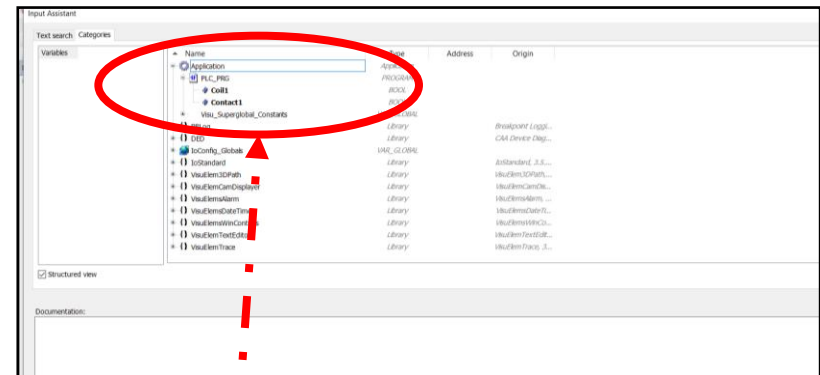 Input Assistant
Text search Categories
Variables
Name Type Address Origin
Application
PLC_PRG PROGRAM
Coil1 BOOL
Contact1
Visu_Superglobal_Constants
Library Breakpoint Loggi...
DED Library CAA Device Diag...
IoConfig_Globals VAR_GLOBAL
IoStandard Library IoStandard, 3.5....
VisuElem3DPath Library VisuElem3DPath,...
VisuElemCamDisplayer Library VisuElemCamDis...
VisuElemsAlarm Library VisuElemsAlarm, ...
VisuElemsDateTime Library VisuElemsDateTi...
VisuElemsWinControls Library VisuElemsWinCo...
VisuElemTextEditor Library VisuElemTextEdit...
VisuElemTrace Library VisuElemTrace, 3...
Structured view
Documentation: